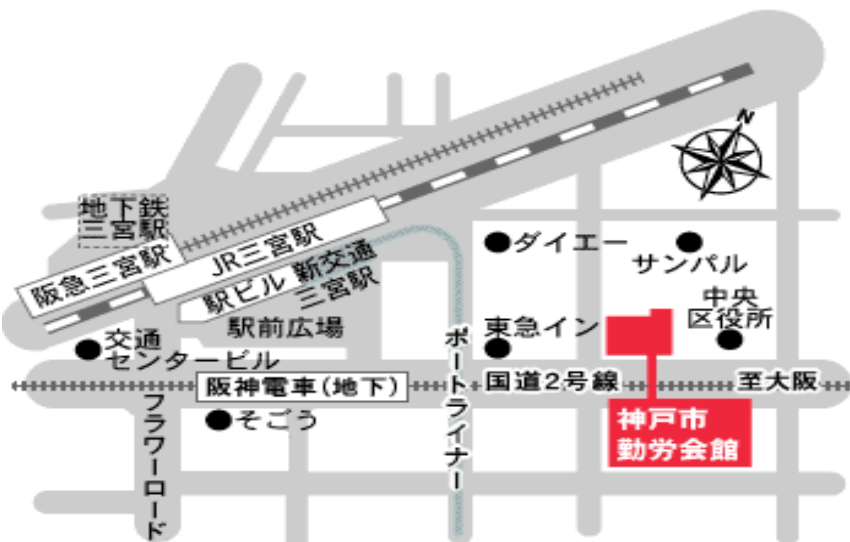 N
地下鉄
三宮駅
阪急三宮駅
JR三宮駅
駅ビル
新交通
三宮駅
ダイエー
サンパル
中央
区役所
駅前広場
東急イン
交通
センタービル
ポートライナー
阪神電車(地下)
国道2号線
至大阪
フラワーロード
そごう
神戸市
勤労会館